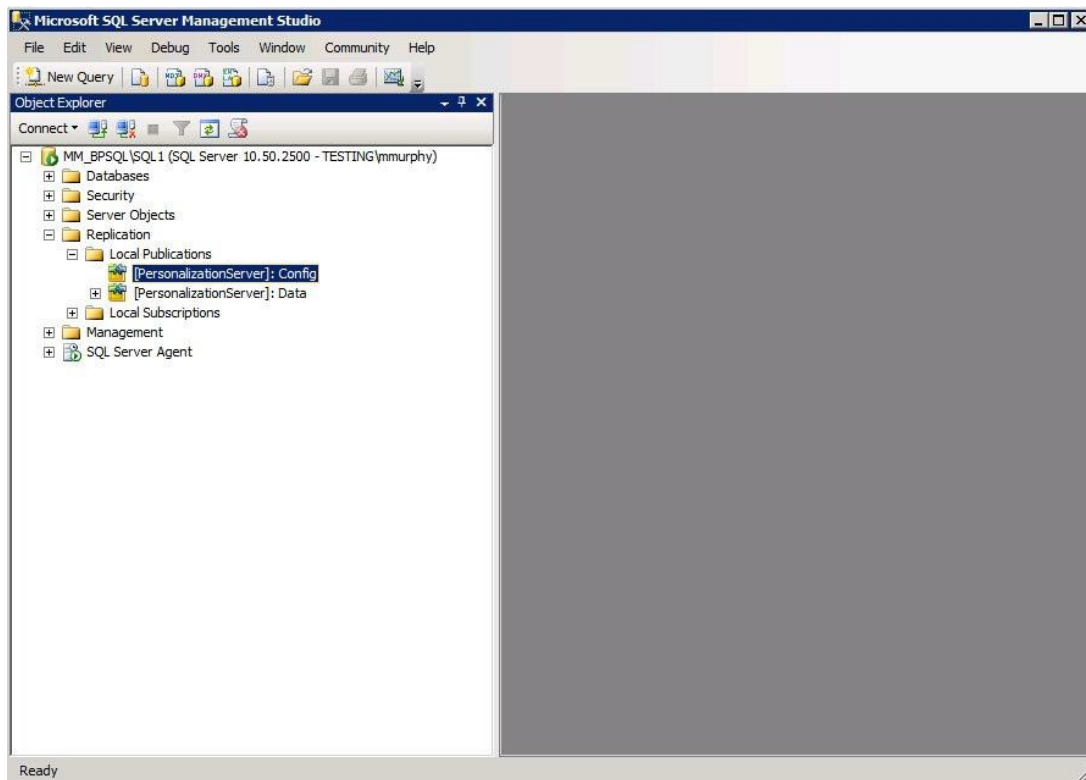 Microsoft SQL Server Management Studio
File Edit View Debug Tools Window Community Help
New Query
Object Explorer
Connect
MM_BPSQL\SQL1 (SQL Server 10.50.2500 - TESTING\mmurphy)
Databases
Security
Server Objects
Replication
Local Publications
[PersonalizationServer]: Config
[PersonalizationServer]: Data
Local Subscriptions
Management
SQL Server Agent
Ready